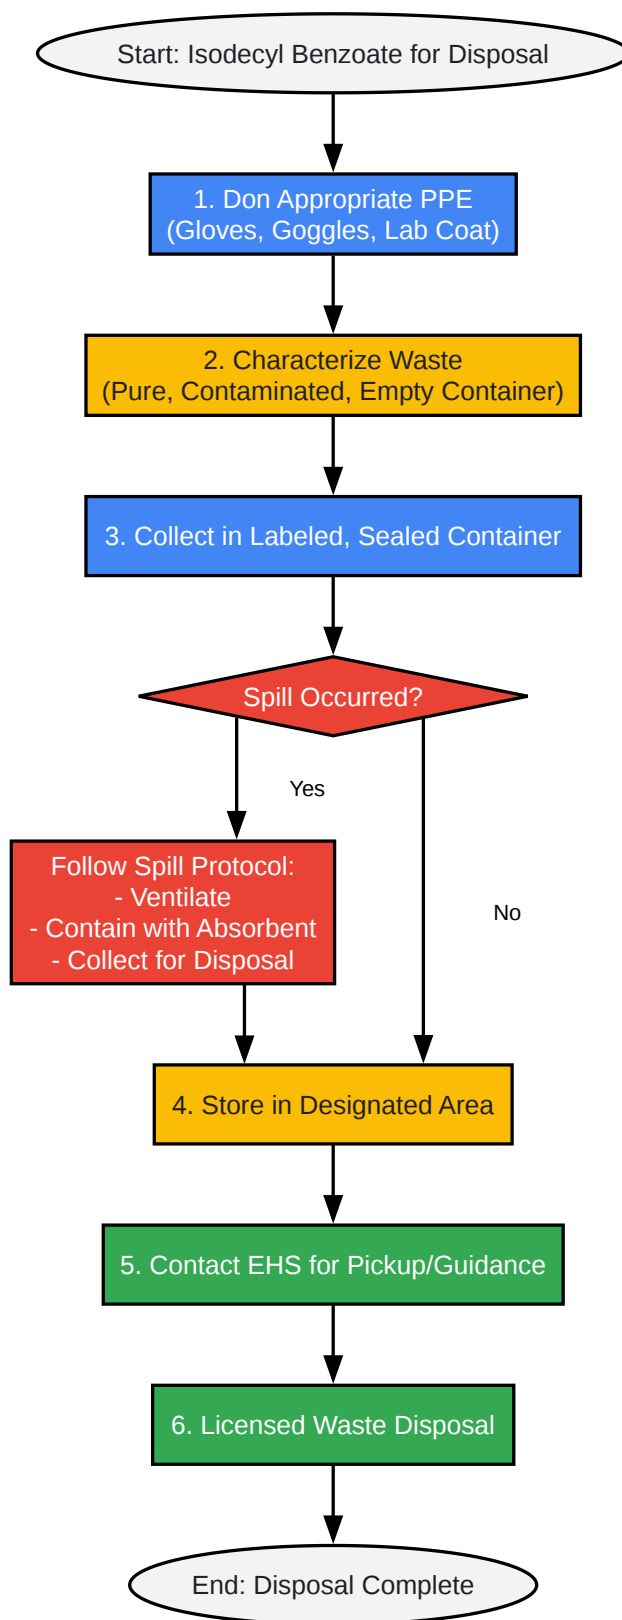 Start: Isodecyl Benzoate for Disposal
1. Don Appropriate PPE
(Gloves, Goggles, Lab Coat)
2. Characterize Waste
(Pure, Contaminated, Empty Container)
3. Collect in Labeled, Sealed Container
Spill Occurred?
Yes
Follow Spill Protocol:
- Ventilate
- Contain with Absorbent
- Collect for Disposal
No
4. Store in Designated Area
5. Contact EHS for Pickup/Guidance
6. Licensed Waste Disposal
End: Disposal Complete